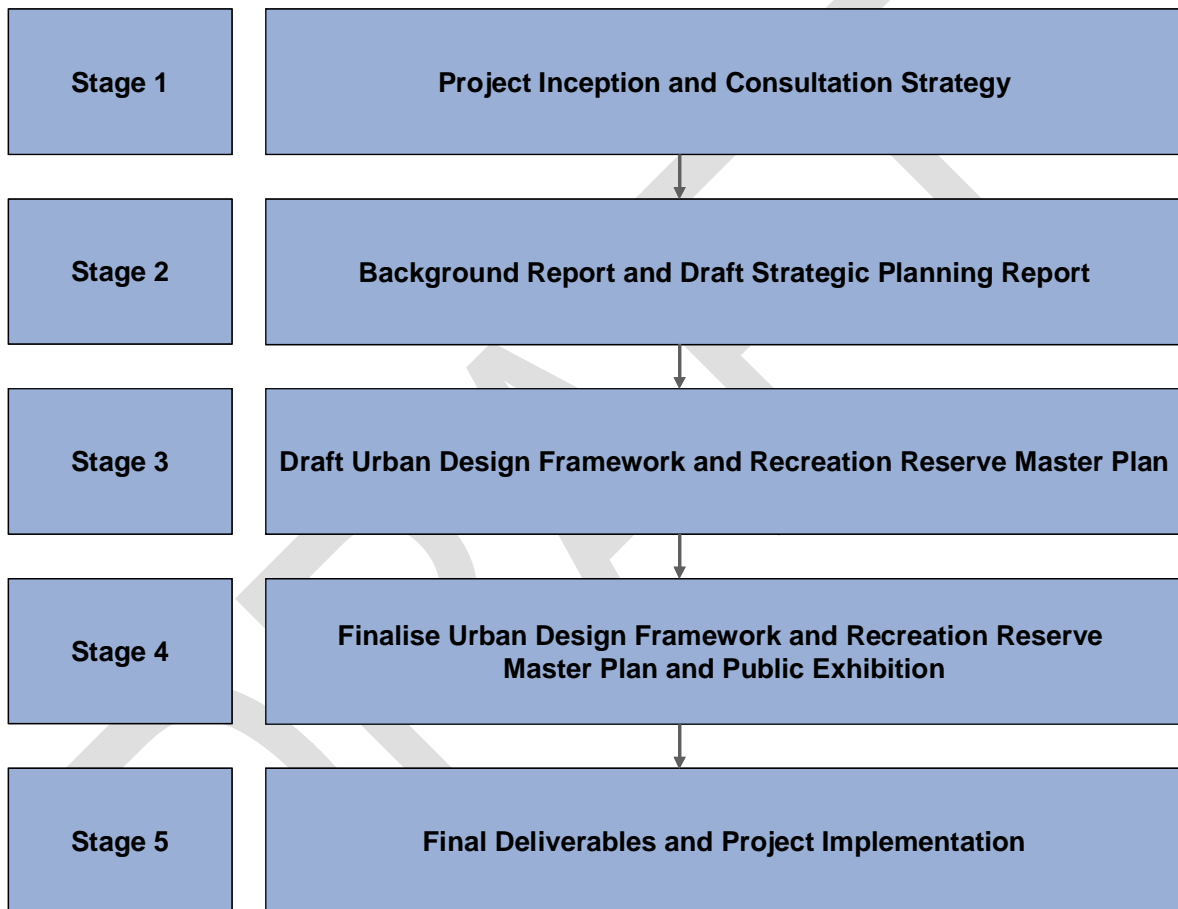 Stage 1
Project Inception and Consultation Strategy
Stage 2
Background Report and Draft Strategic Planning Report
Stage 3
Draft Urban Design Framework and Recreation Reserve Master Plan
Stage 4
Finalise Urban Design Framework and Recreation Reserve
Master Plan and Public Exhibition
Stage 5
Final Deliverables and Project Implementation
DRAFT